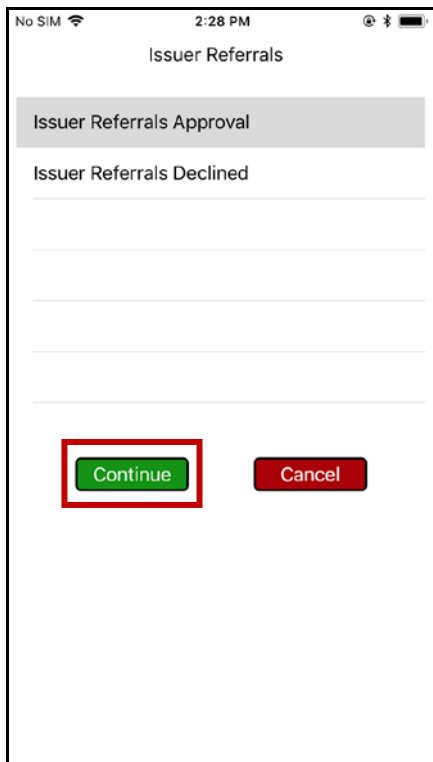 No SIM 2:28 PM
Issuer Referrals
Issuer Referrals Approval
Issuer Referrals Declined
Continue Cancel